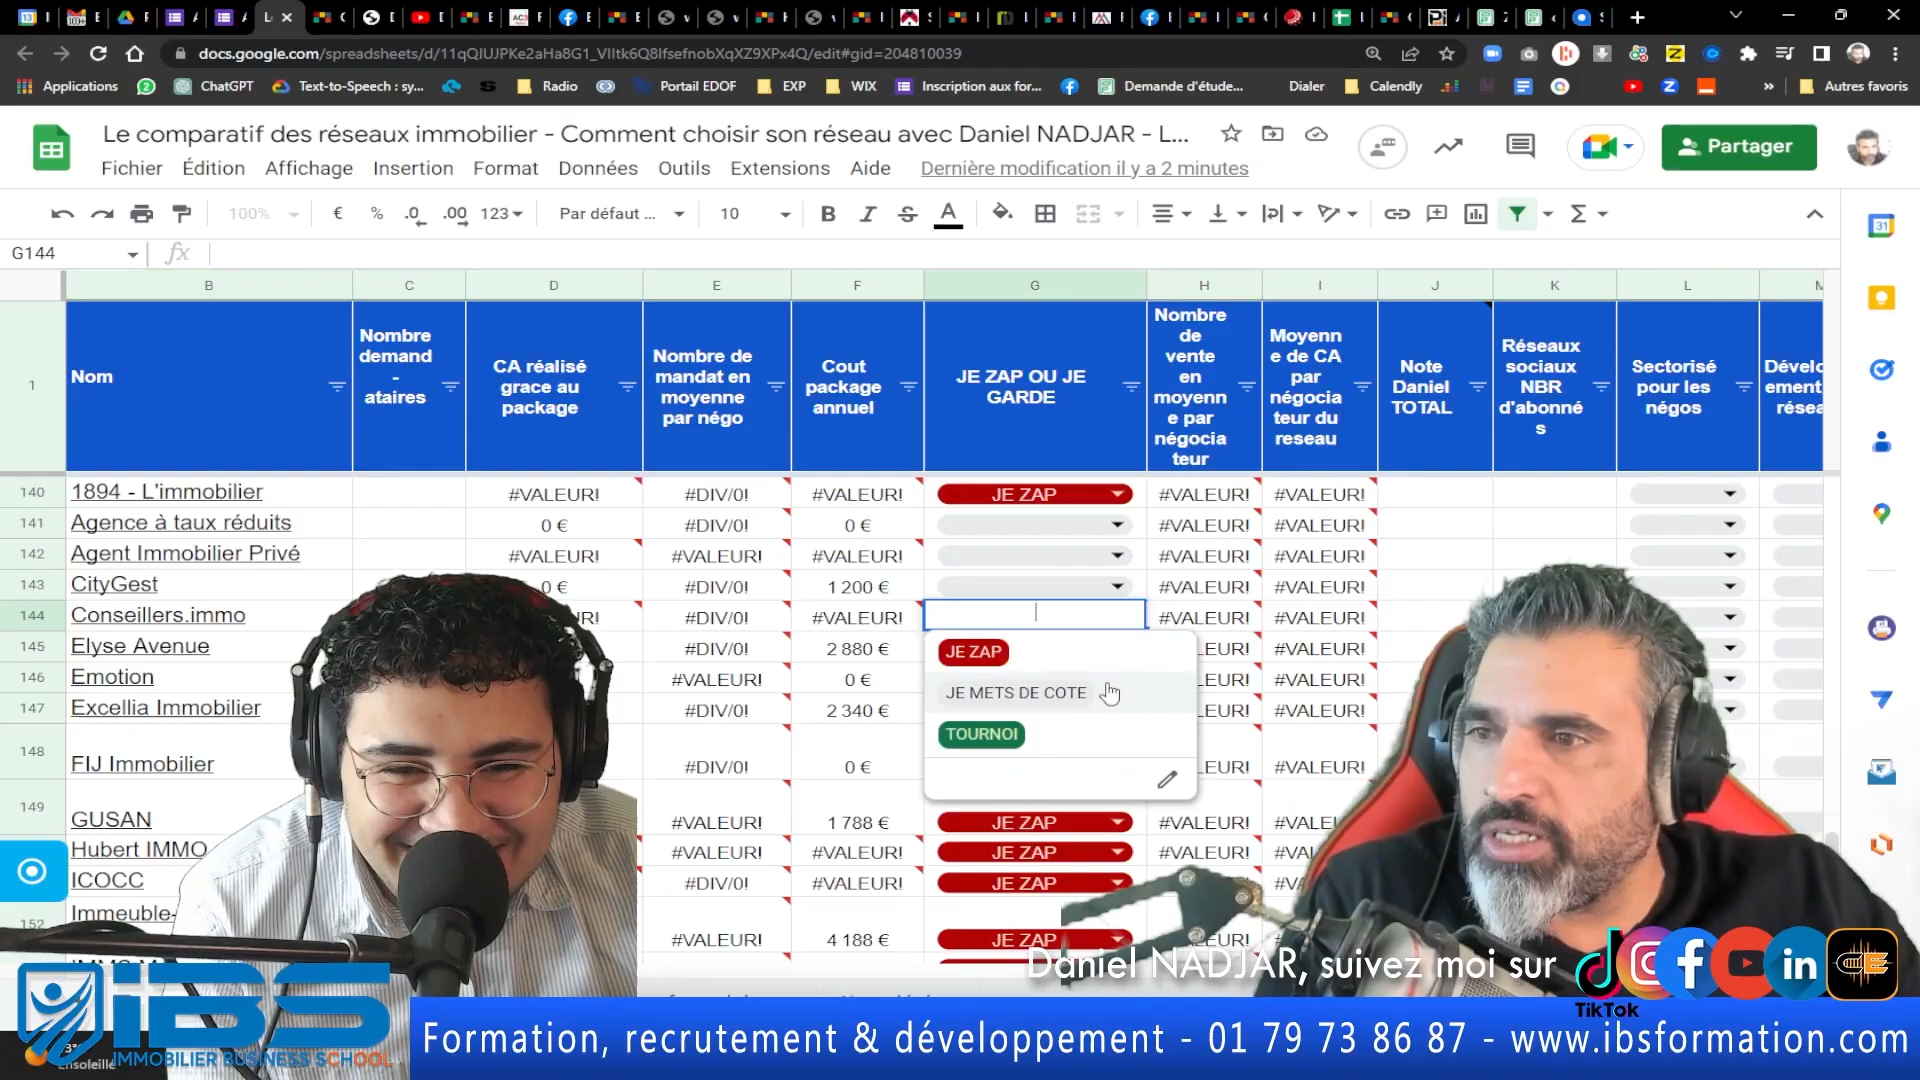 docs.google.com/spreadsheets/d/11qQIUJPKe2aHa8G1_VIItk6Q8IfsefnobXqXZ9XPx4Q/edit#gid=204810039
Applications ChatGPT Text-to-Speech : sy... Radio Portail EDOF EXP WIX Inscription aux for... Demande d'étude... Dialer Calendly » Autres favoris
Le comparatif des réseaux immobilier - Comment choisir son réseau avec Daniel NADJAR - L...
Partager
Fichier Édition Affichage Insertion Format Données Outils Extensions Aide Dernière modification il y a 2 minutes
100% € % .0 .00 123 Par défaut ... 10 B I S A
G144 fx
B C D E F G H I J K L
1
Nom
Nombre demand - ataires
CA réalisé grace au package
Nombre de mandat en moyenne par négo
Cout package annuel
JE ZAP OU JE GARDE
Nombre de vente en moyenn e par négocia teur
Moyenn e de CA par négocia teur du reseau
Note Daniel TOTAL
Réseaux sociaux NBR d'abonné s
Sectorisé pour les négos
Dévelo ement résea
140 1894 - L'immobilier #VALEUR! #DIV/0! #VALEUR! JE ZAP #VALEUR! #VALEUR!
141 Agence à taux réduits 0 € #DIV/0! 0 € #VALEUR! #VALEUR!
142 Agent Immobilier Privé #VALEUR! #VALEUR! #VALEUR! #VALEUR! #VALEUR!
143 CityGest 0 € #DIV/0! 1 200 € #VALEUR! #VALEUR!
144 Conseillers.immo #DIV/0! #VALEUR! #VALEUR! #VALEUR!
145 Elyse Avenue #DIV/0! 2 880 € #VALEUR!
JE ZAP
146 Emotion #VALEUR! 0 € #VALEUR!
JE METS DE COTE
147 Excellia Immobilier #DIV/0! 2 340 € #VALEUR!
TOURNOI
148 FIJ Immobilier #DIV/0! 0 € #VALEUR!
149 GUSAN #VALEUR! 1 788 € JE ZAP #VALEUR!
Hubert IMMO #VALEUR! #VALEUR! JE ZAP #VALEUR!
ICOCC #DIV/0! #VALEUR! JE ZAP #VALEUR!
152 Immeuble- #VALEUR! 4 188 € JE ZAP
Daniel NADJAR, suivez moi sur
TikTok
iBS
IMMOBILIER BUSINESS SCHOOL
Ensoleillé
Formation, recrutement & développement - 01 79 73 86 87 - www.ibsformation.com